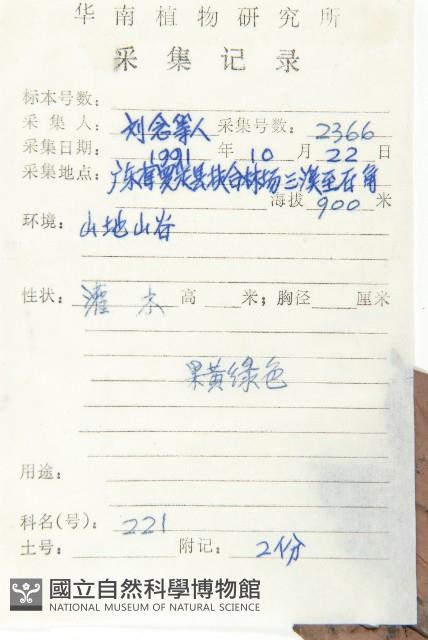 华南植物研究所
采集记录
标本号数:
采集人: 刘念等人 采集号数: 2366
采集日期: 1991 年 10 月 22 日
采集地点: 广东省 县 林场三溪至石角
海拔 900 米
环境: 山地山谷
性状: 灌木 高 米; 胸径 厘米
果黄绿色
用途:
科名(号): 221
土号: 附记: 2份
國立自然科學博物館
NATIONAL MUSEUM OF NATURAL SCIENCE